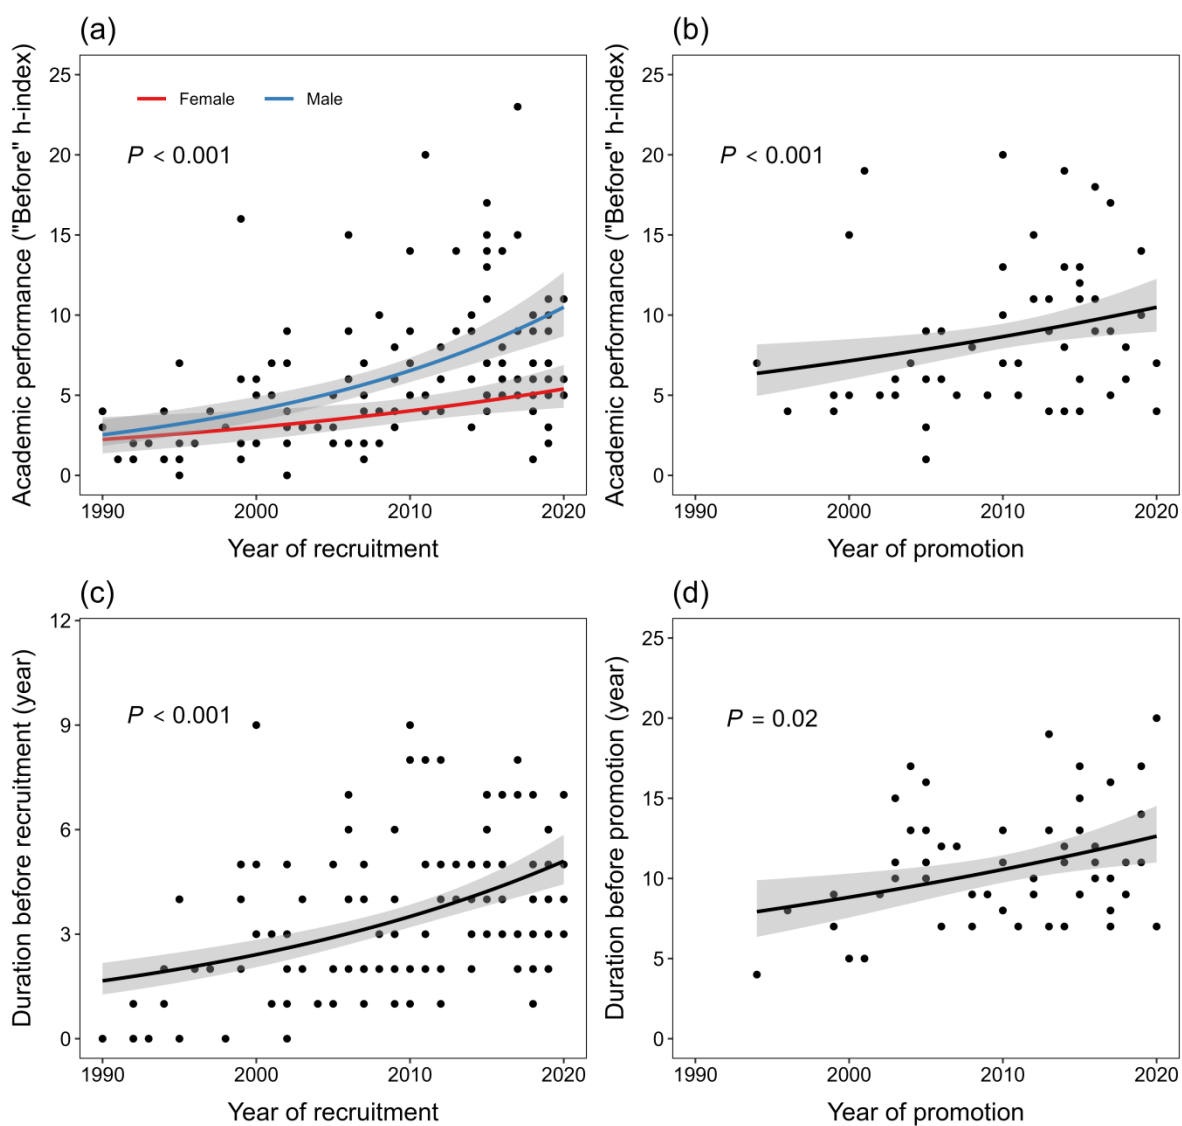 (a)
Academic performance ("Before" h-index)
25
20
15
10
5
0
Female Male
P < 0.001
1990 2000 2010 2020
Year of recruitment
(b)
Academic performance ("Before" h-index)
25
20
15
10
5
0
P < 0.001
1990 2000 2010 2020
Year of promotion
(c)
Duration before recruitment (year)
12
9
6
3
0
P < 0.001
1990 2000 2010 2020
Year of recruitment
(d)
Duration before promotion (year)
25
20
15
10
5
0
P = 0.02
1990 2000 2010 2020
Year of promotion